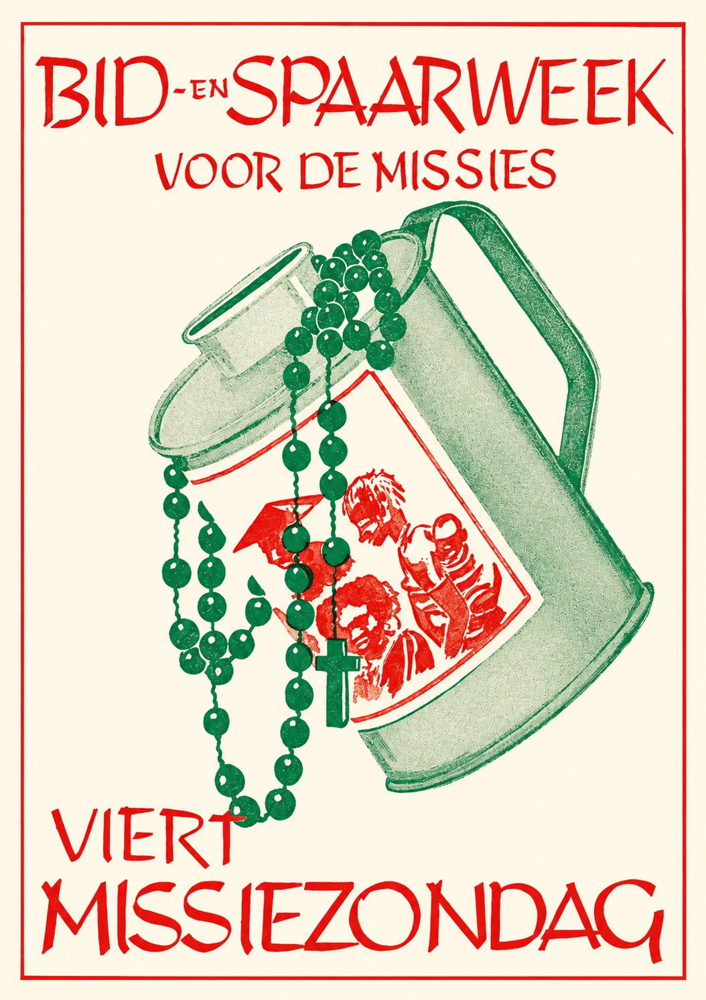 BID-EN SPAARWEEK
VOOR DE MISSIES
VIERT
MISSIEZONDAG